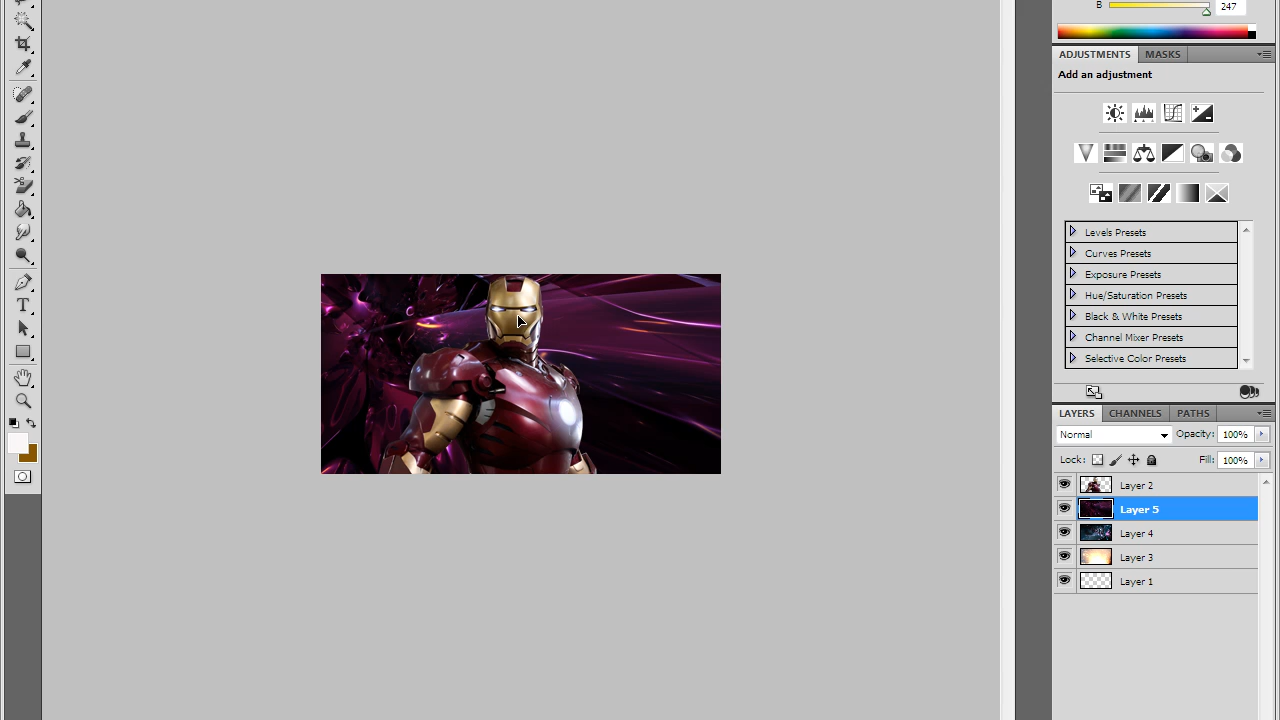 B 247
ADJUSTMENTS MASKS
Add an adjustment
Levels Presets
Curves Presets
Exposure Presets
Hue/Saturation Presets
Black & White Presets
Channel Mixer Presets
Selective Color Presets
LAYERS CHANNELS PATHS
Normal Opacity: 100%
Lock: Fill: 100%
Layer 2
Layer 5
Layer 4
Layer 3
Layer 1